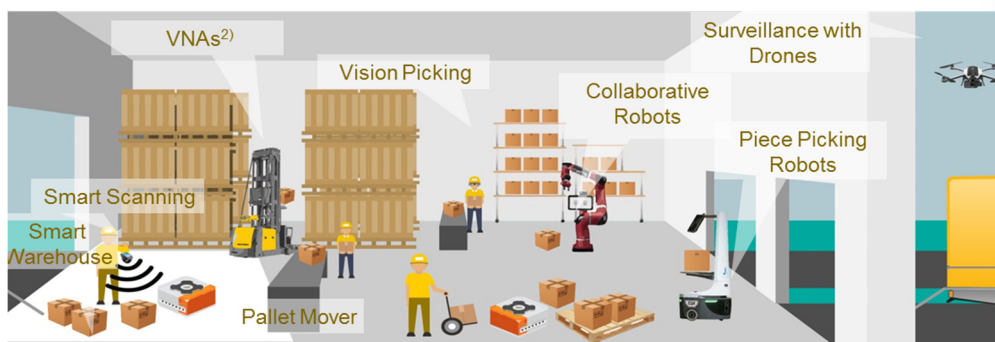 VNAs2)
Vision Picking
Surveillance with
Drones
Collaborative
Robots
Piece Picking
Robots
Smart Scanning
Smart
Warehouse
Pallet Mover